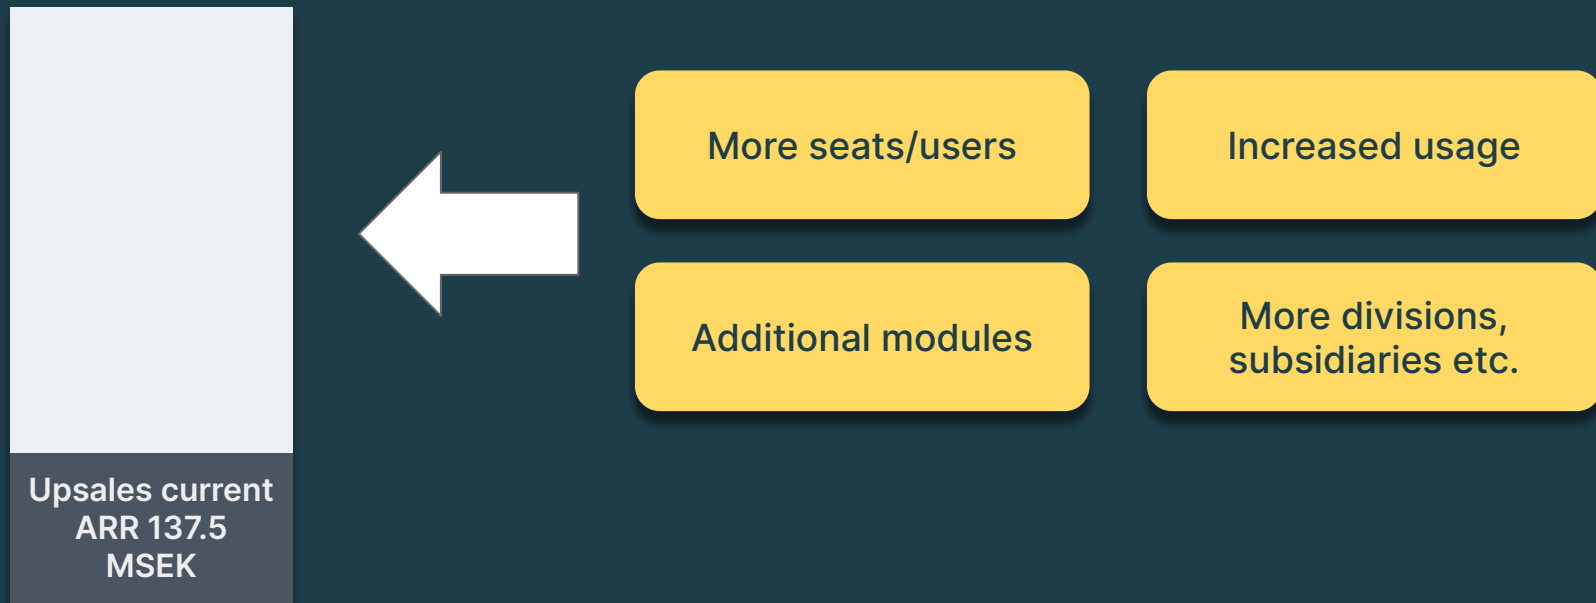 More seats/users
Increased usage
Additional modules
More divisions,
subsidiaries etc.
Upsales current
ARR 137.5
MSEK